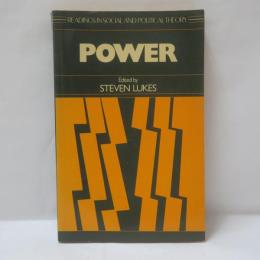 READINGS IN SOCIAL AND POLITICAL THEORY
POWER
Edited by
STEVEN LUKES